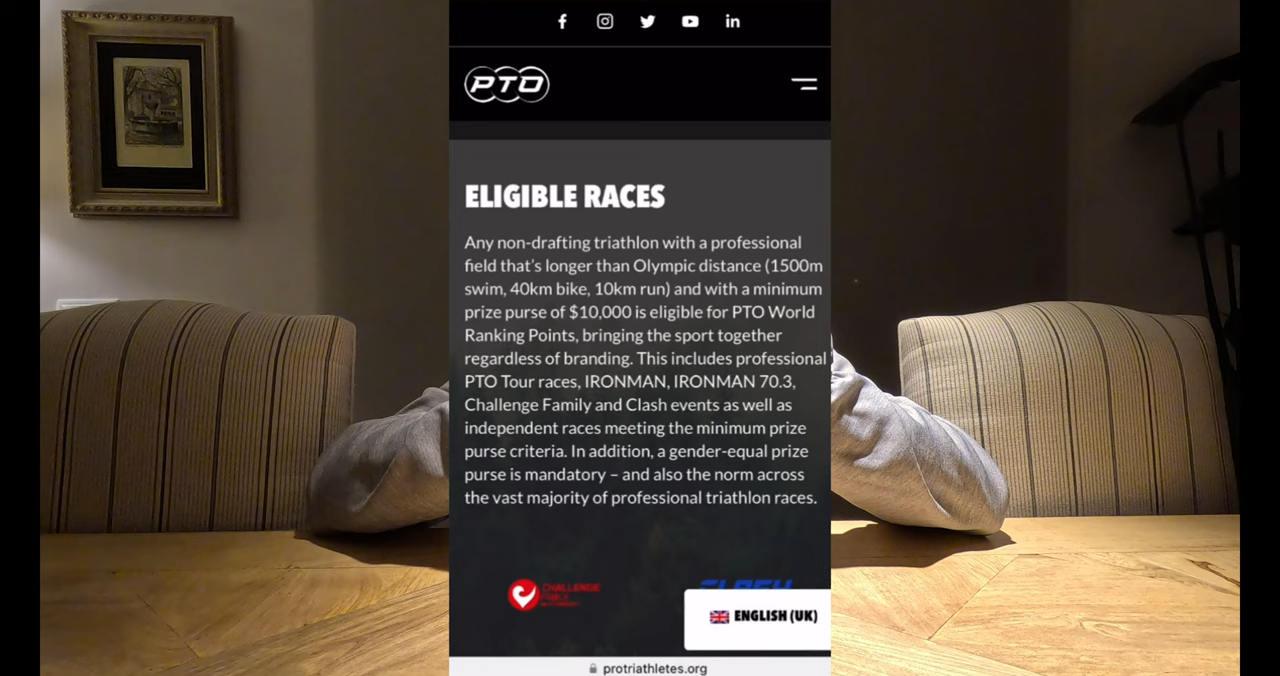 PTO
ELIGIBLE RACES
Any non-drafting triathlon with a professional
field that's longer than Olympic distance (1500m
swim, 40km bike, 10km run) and with a minimum
prize purse of $10,000 is eligible for PTO World
Ranking Points, bringing the sport together
regardless of branding. This includes professional
PTO Tour races, IRONMAN, IRONMAN 70.3,
Challenge Family and Clash events as well as
independent races meeting the minimum prize
purse criteria. In addition, a gender-equal prize
purse is mandatory – and also the norm across
the vast majority of professional triathlon races.
CHALLENGE
ENGLISH (UK)
protriathletes.org